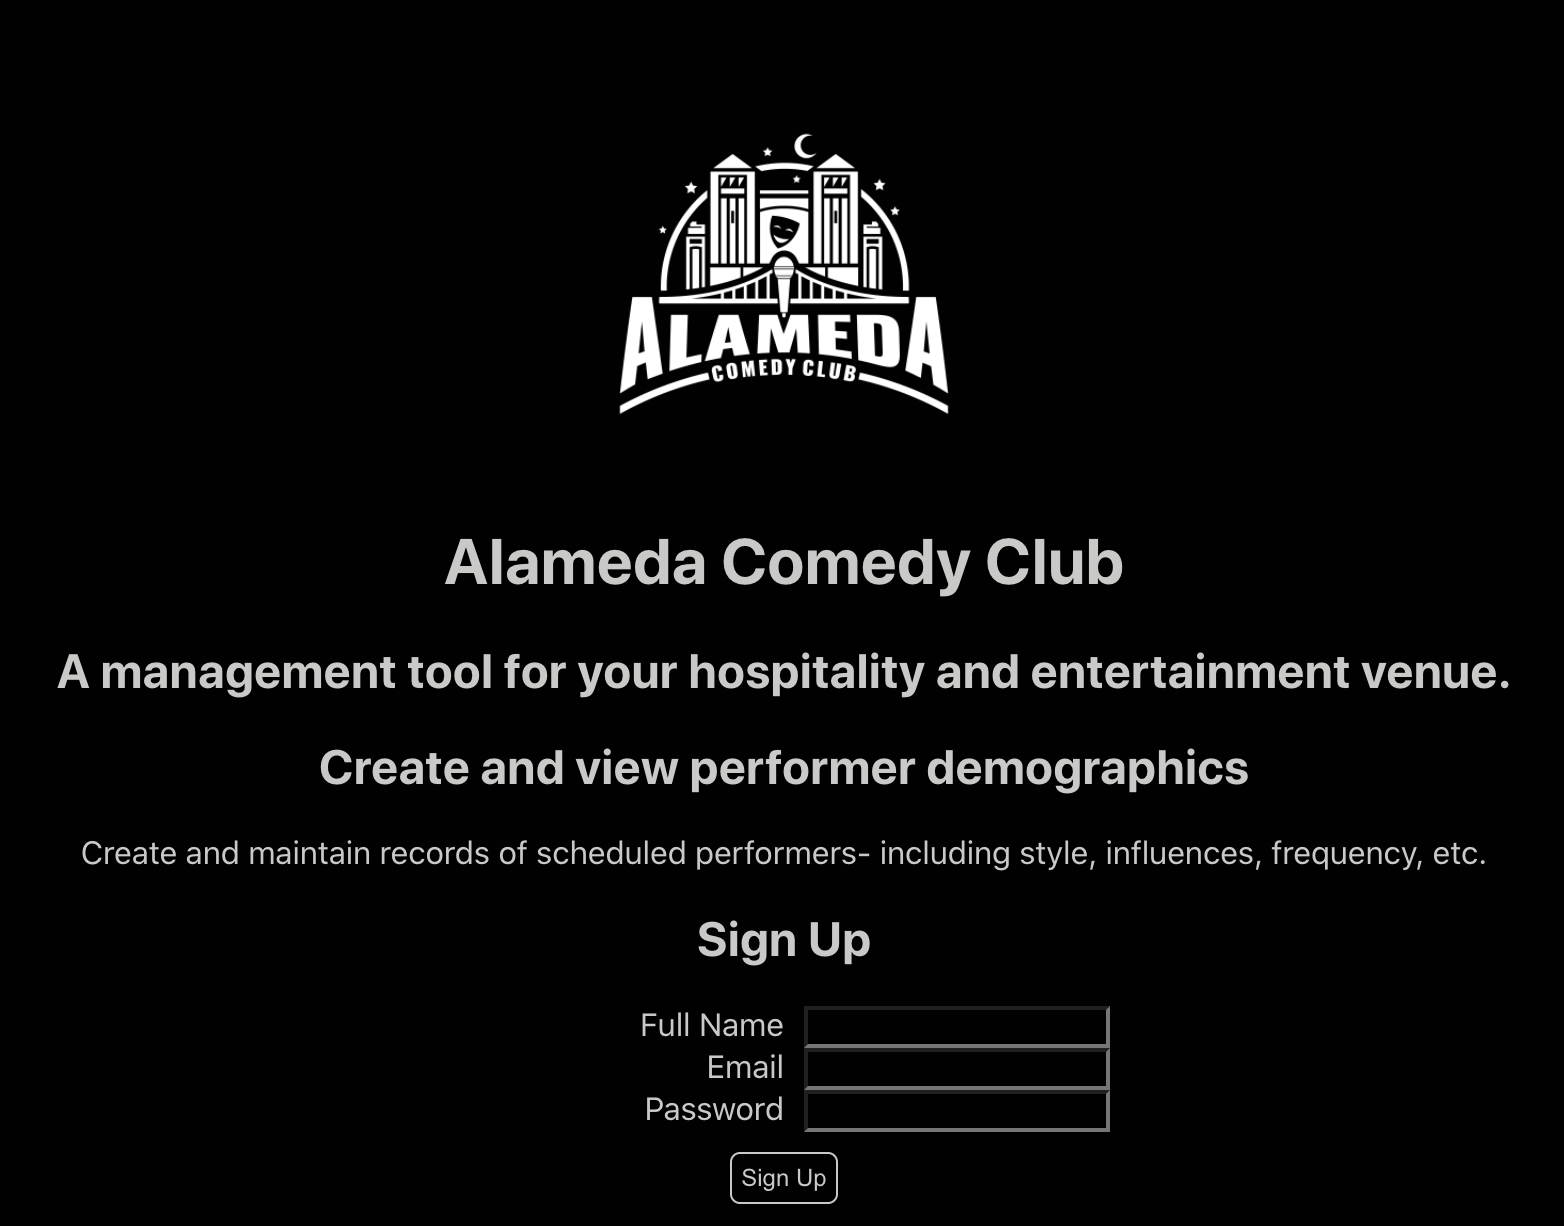 ALAMEDA
COMEDY CLUB
Alameda Comedy Club
A management tool for your hospitality and entertainment venue.
Create and view performer demographics
Create and maintain records of scheduled performers- including style, influences, frequency, etc.
Sign Up
Full Name
Email
Password
Sign Up